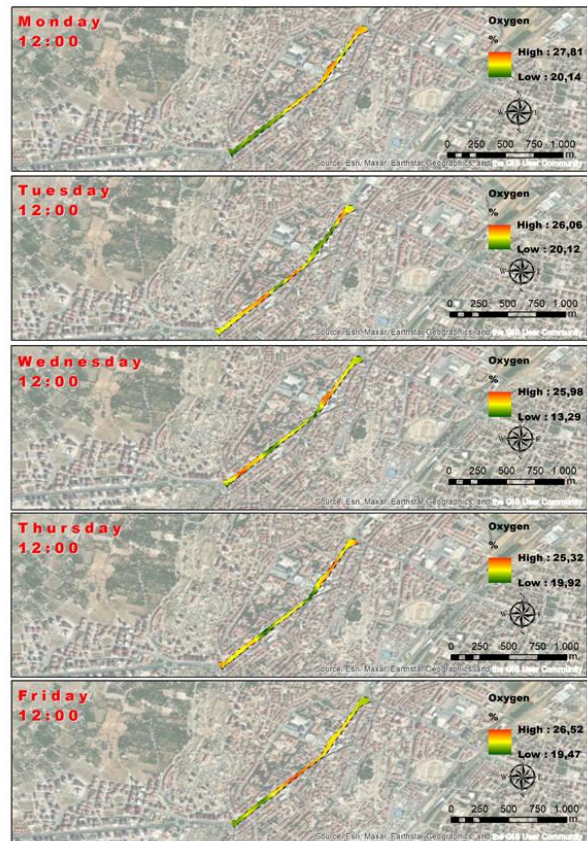 Monday
12:00
Oxygen
%
High : 27,81
Low : 20,14
0 250 500 750 1.000
m
Source: Esri, Maxar, Earthstar Geographics, and the GIS User Community
Tuesday
12:00
Oxygen
%
High : 26,06
Low : 20,12
0 250 500 750 1.000
m
Source: Esri, Maxar, Earthstar Geographics, and the GIS User Community
Wednesday
12:00
Oxygen
%
High : 25,98
Low : 13,29
0 250 500 750 1.000
m
Source: Esri, Maxar, Earthstar Geographics, and the GIS User Community
Thursday
12:00
Oxygen
%
High : 25,32
Low : 19,92
0 250 500 750 1.000
m
Source: Esri, Maxar, Earthstar Geographics, and the GIS User Community
Friday
12:00
Oxygen
%
High : 26,52
Low : 19,47
0 250 500 750 1.000
m
Source: Esri, Maxar, Earthstar Geographics, and the GIS User Community